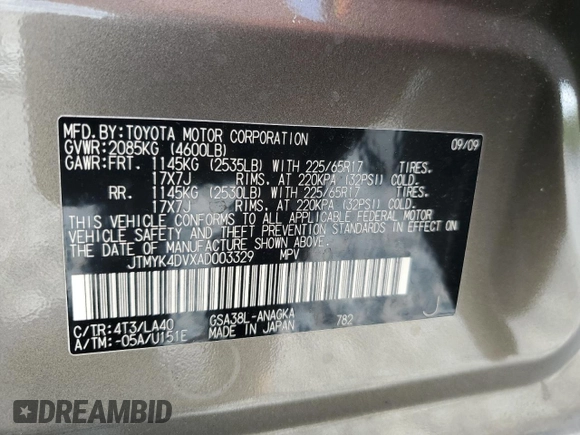 MFD.BY:TOYOTA MOTOR CORPORATION 09/09
GVWR:2085KG (4600LB)
GAWR:FRT. 1145KG (2535LB) WITH 225/65R17 TIRES.
17X7J RIMS. AT 220KPA (32PSI) COLD.
RR. 1145KG (2530LB) WITH 225/65R17 TIRES.
17X7J RIMS. AT 220KPA (32PSI) COLD.
THIS VEHICLE CONFORMS TO ALL APPLICABLE FEDERAL MOTOR
VEHICLE SAFETY AND THEFT PREVENTION STANDARDS IN EFFECT ON
THE DATE OF MANUFACTURE SHOWN ABOVE.
JTMYK4DVXAD003329 MPV
C/TR:4T3/LA40 GSA38L-ANAGKA 782
A/TM:-05A/U151E MADE IN JAPAN
J
DREAMBID